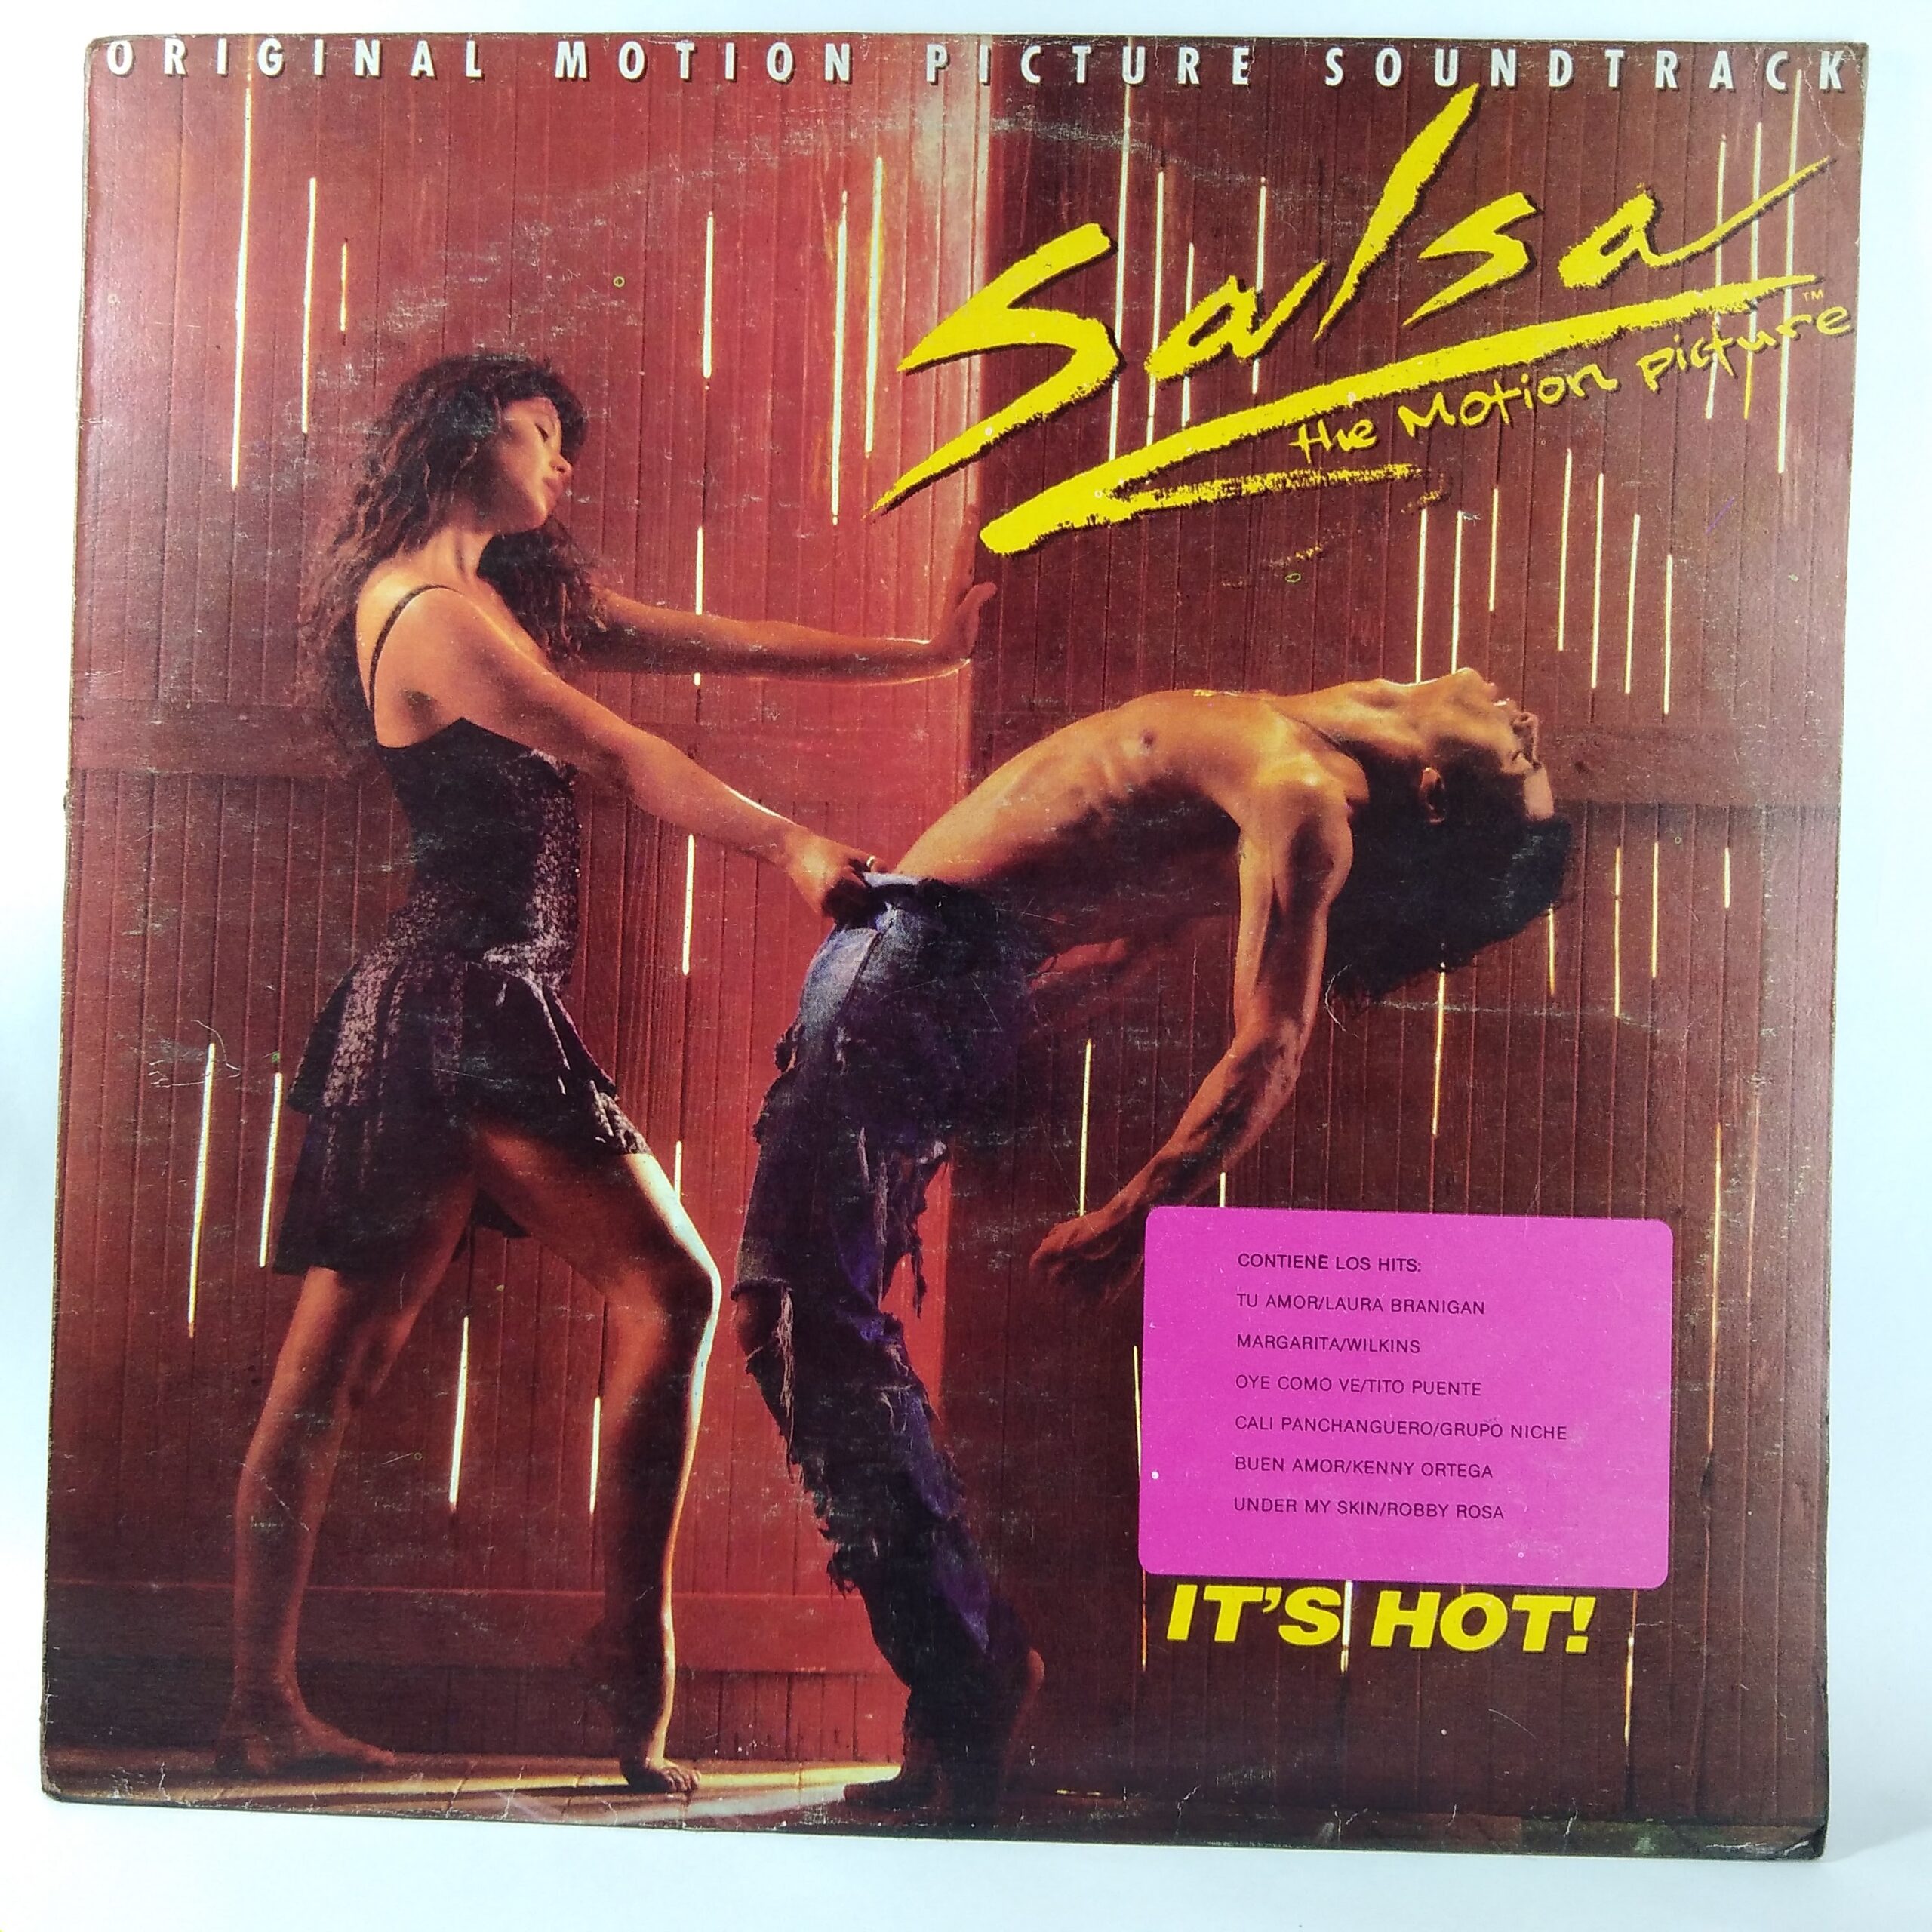 ORIGINAL MOTION PICTURE SOUNDTRACK
Salsa
the Motion picture™
CONTIENE LOS HITS:
TU AMOR/LAURA BRANIGAN
MARGARITA/WILKINS
OYE COMO VE/TITO PUENTE
CALI PANCHANGUERO/GRUPO NICHE
BUEN AMOR/KENNY ORTEGA
UNDER MY SKIN/ROBBY ROSA
IT'S HOT!